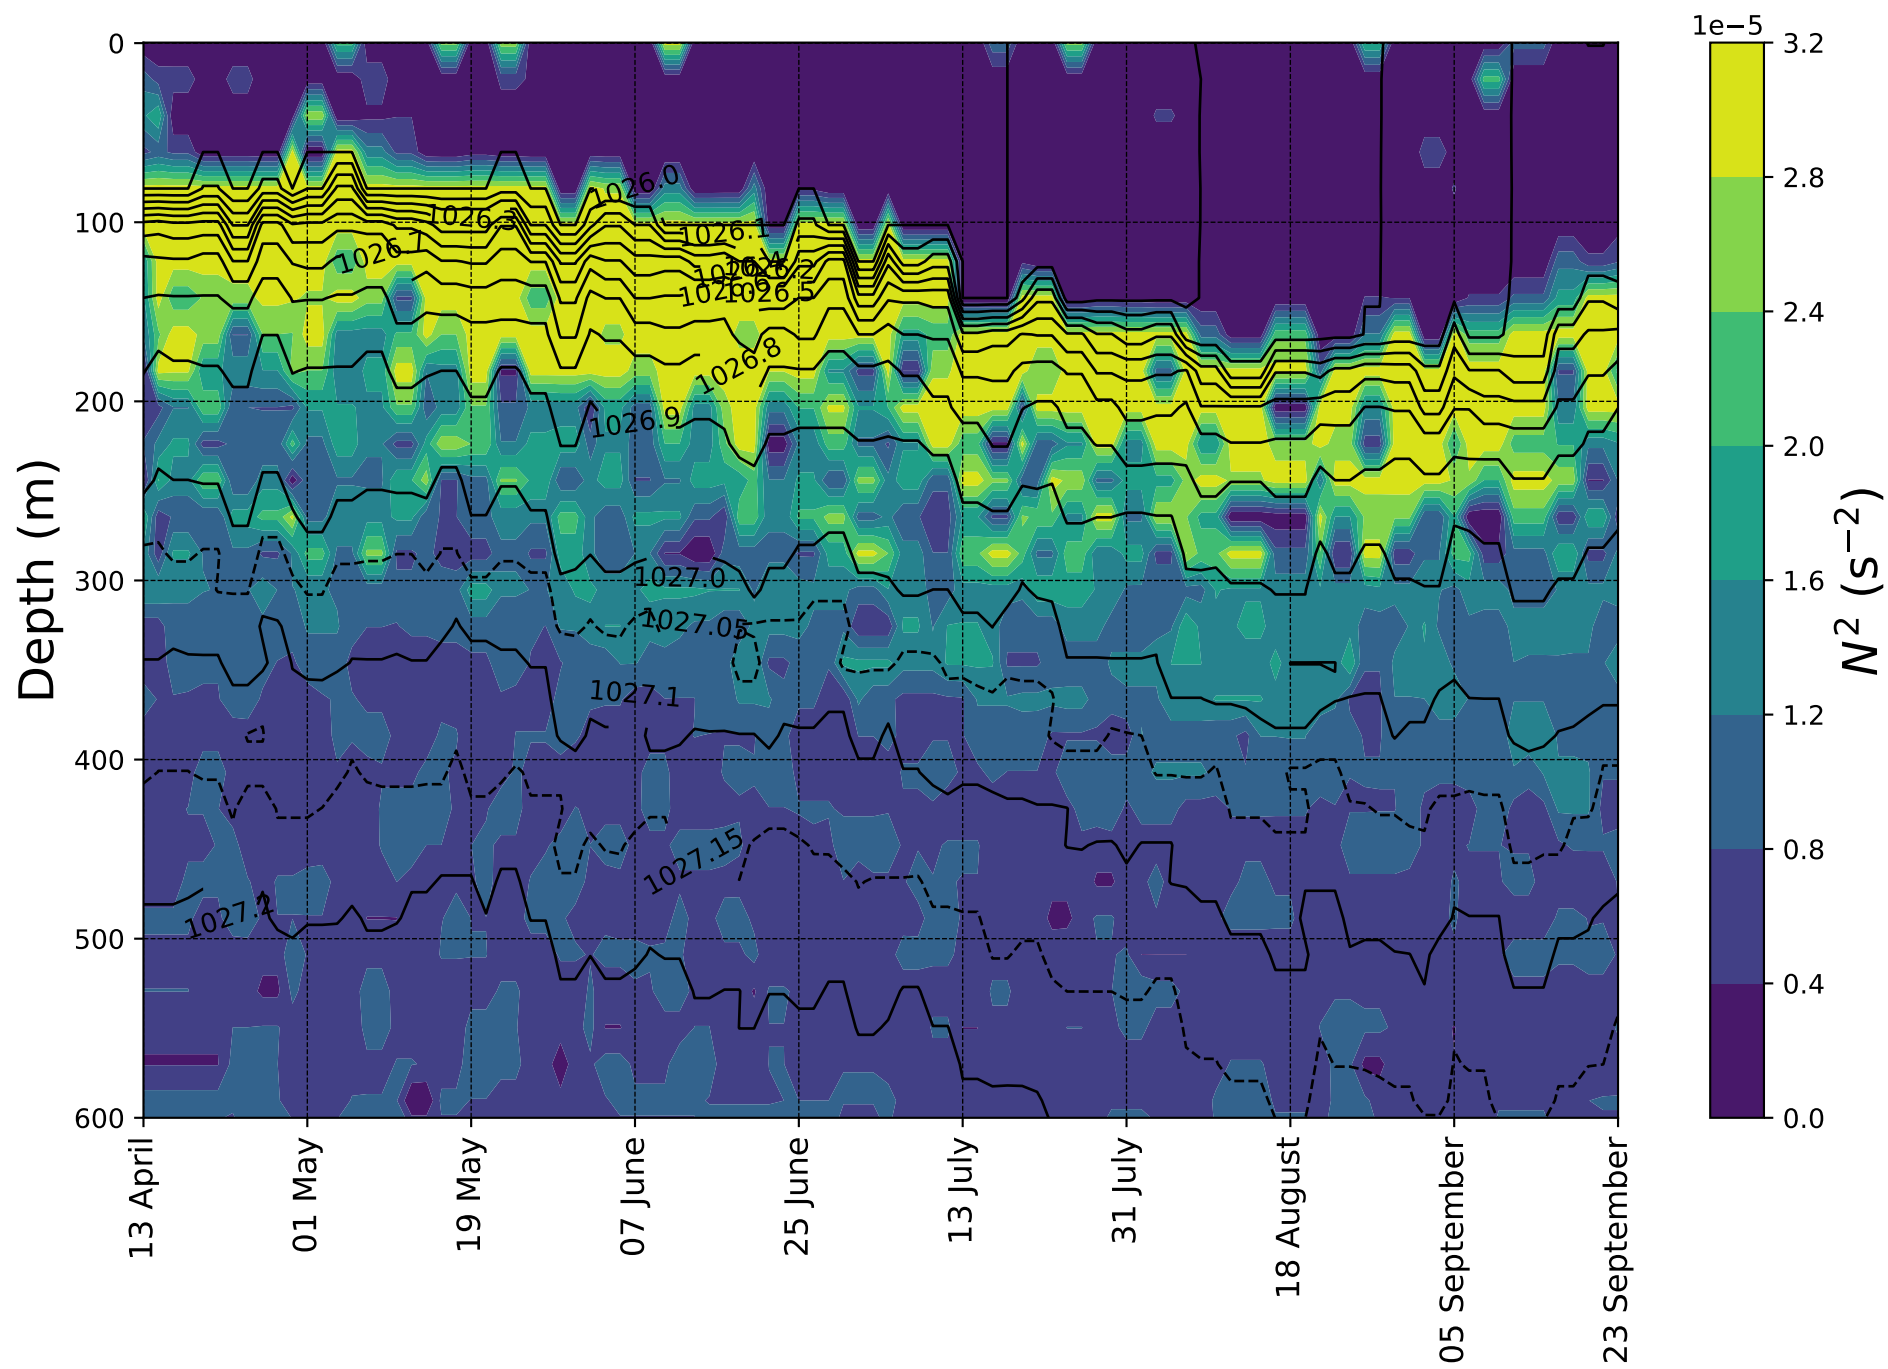 1e−5
0
100
200
300
400
500
600
Depth (m)
1026.0
1026.3
1026.1
1026.7
1026.4
1026.2
1026.6
1026.5
1026.8
1026.9
1027.0
1027.05
1027.1
1027.15
1027.2
13 April
01 May
19 May
07 June
25 June
13 July
31 July
18 August
05 September
23 September
3.2
2.8
2.4
2.0
1.6
1.2
0.8
0.4
0.0
N² (s⁻²)